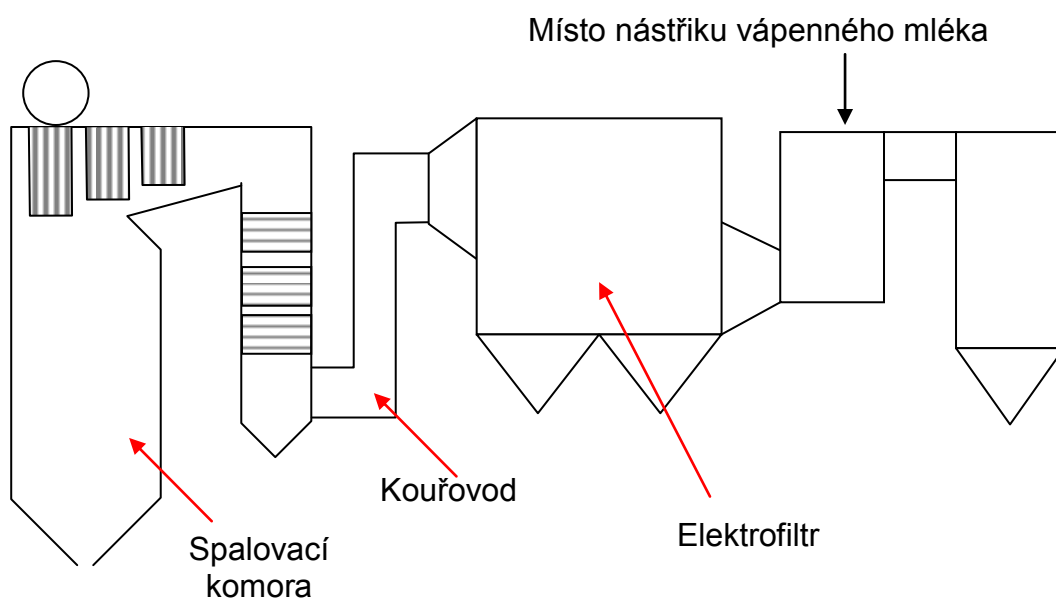 Místo nástřiku vápenného mléka
Kouřovod
Elektrofiltr
Spalovací
komora